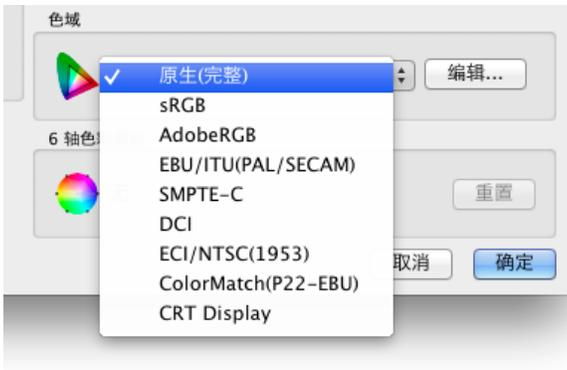 色域
原生(完整)
编辑...
sRGB
AdobeRGB
6 轴色
EBU/ITU(PAL/SECAM)
SMPTE-C
重置
DCI
ECI/NTSC(1953)
取消
确定
ColorMatch(P22-EBU)
CRT Display